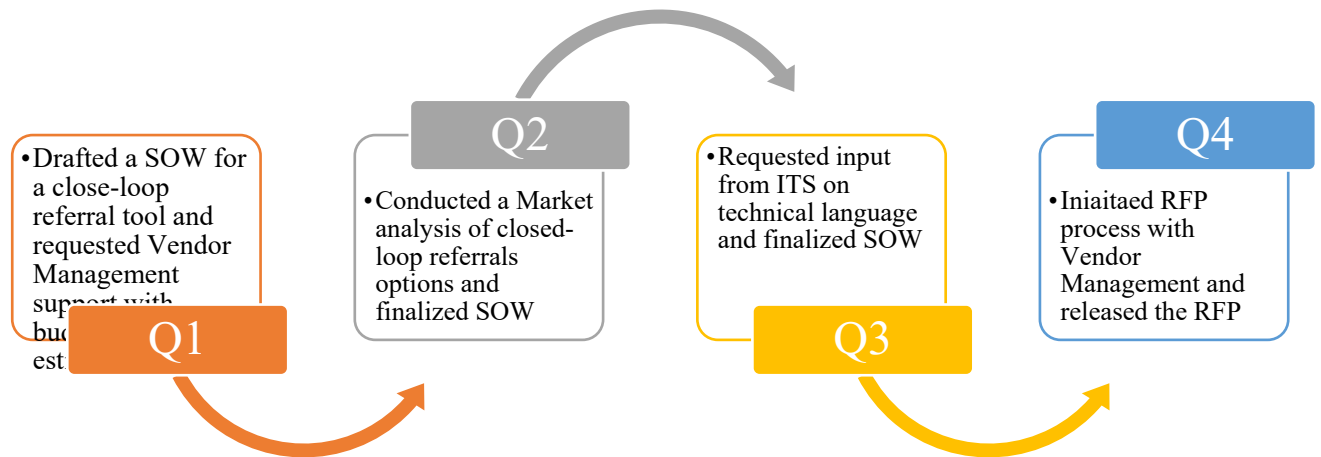 •Drafted a SOW for
a close-loop
referral tool and
requested Vendor
Management
support with
Q1
Q2
•Conducted a Market
analysis of closed-
loop referrals
options and
finalized SOW
•Requested input
from ITS on
technical language
and finalized SOW
Q3
Q4
•Iniaitaed RFP
process with
Vendor
Management and
released the RFP